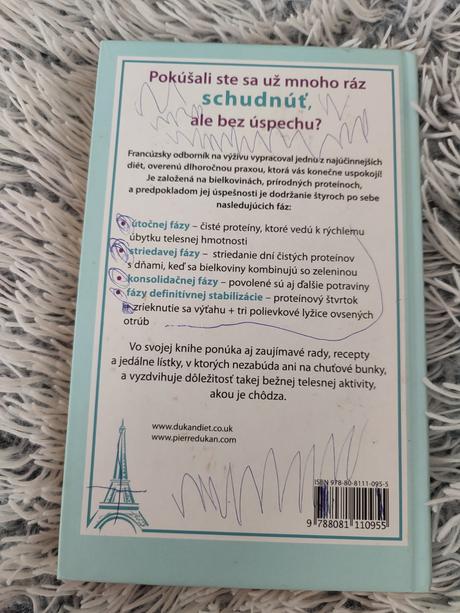 Pokúšali ste sa už mnoho ráz
schudnúť,
ale bez úspechu?
Francúzsky odborník na výživu vypracoval jednu z najúčinnejších
diét, overenú dlhoročnou praxou, ktorá vás konečne uspokojí!
Je založená na bielkovinách, prírodných proteínoch,
a predpokladom jej úspešnosti je dodržanie štyroch po sebe
nasledujúcich fáz:
útočnej fázy – čisté proteíny, ktoré vedú k rýchlemu
úbytku telesnej hmotnosti
striedavej fázy – striedanie dní čistých proteínov
s dňami, keď sa bielkoviny kombinujú so zeleninou
konsolidačnej fázy – povolené sú aj ďalšie potraviny
fázy definitívnej stabilizácie – proteínový štvrtok
+ zrieknutie sa výťahu + tri polievkové lyžice ovsených
otrúb
Vo svojej knihe ponúka aj zaujímavé rady, recepty
a jedálne lístky, v ktorých nezabúda ani na chuťové bunky,
a vyzdvihuje dôležitosť takej bežnej telesnej aktivity,
akou je chôdza.
www.dukandiet.co.uk
www.pierredukan.com
ISBN 978-80-8111-095-5
9 788081 110955